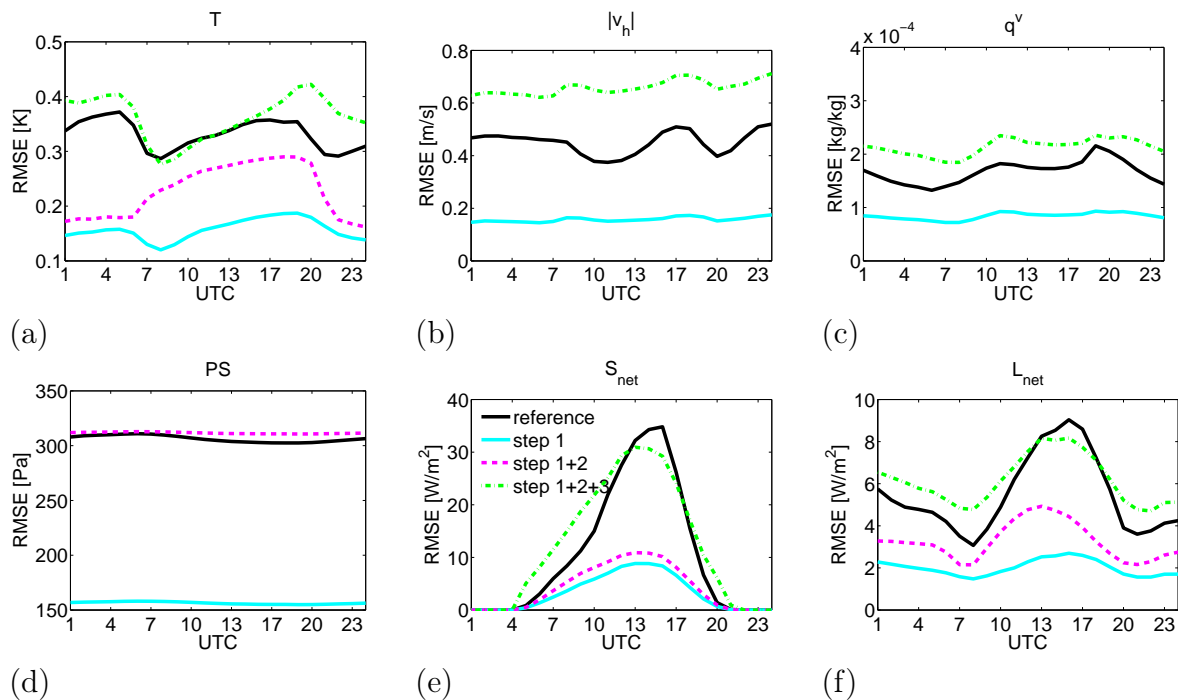 T
RMSE [K]
0.5
0.4
0.3
0.2
0.1
1 4 7 10 13 17 20 23
UTC
(a)
|v_h|
RMSE [m/s]
0.8
0.6
0.4
0.2
0
1 4 7 10 13 17 20 23
UTC
(b)
q^v
x 10^-4
RMSE [kg/kg]
4
3
2
1
0
1 4 7 10 13 17 20 23
UTC
(c)
PS
RMSE [Pa]
350
300
250
200
150
1 4 7 10 13 17 20 23
UTC
(d)
S_net
RMSE [W/m²]
50
40
30
20
10
0
reference
step 1
step 1+2
step 1+2+3
1 4 7 10 13 17 20 23
UTC
(e)
L_net
RMSE [W/m²]
10
8
6
4
2
0
1 4 7 10 13 17 20 23
UTC
(f)